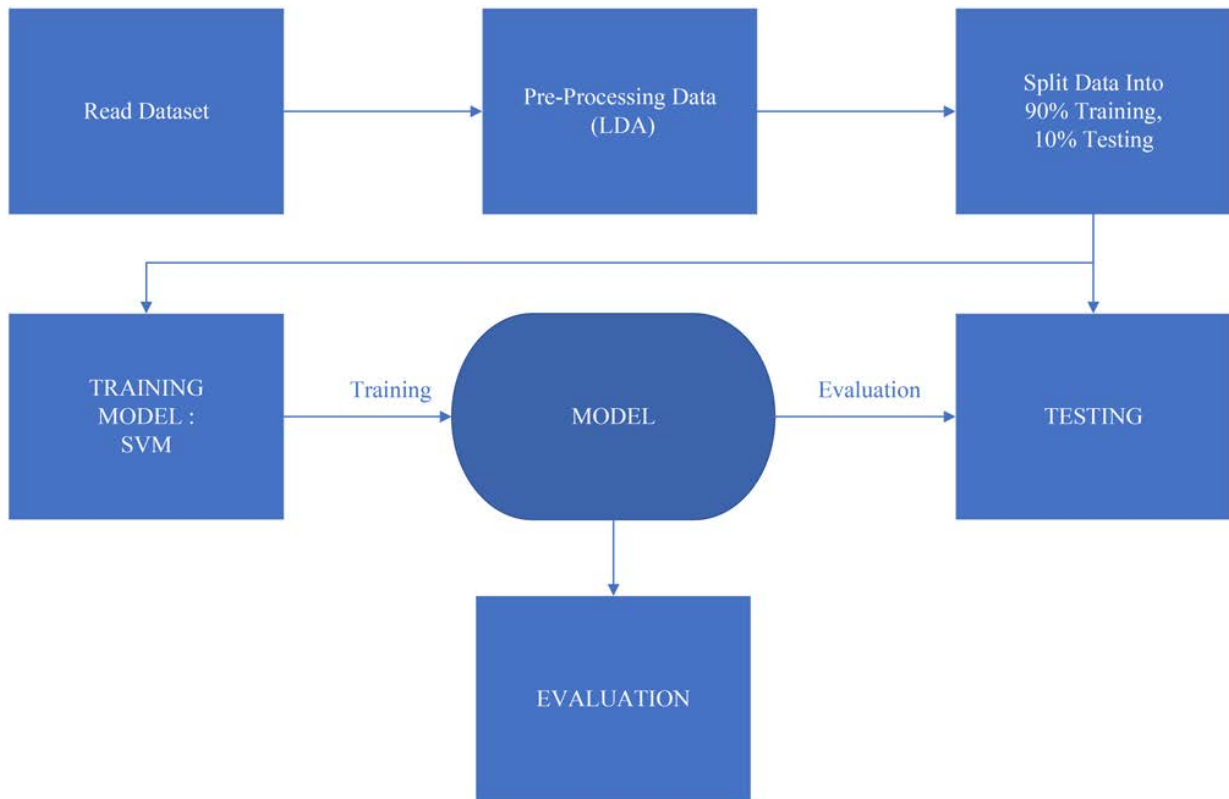 Read Dataset
Pre-Processing Data
(LDA)
Split Data Into
90% Training,
10% Testing
TRAINING
MODEL :
SVM
Training
MODEL
Evaluation
TESTING
EVALUATION